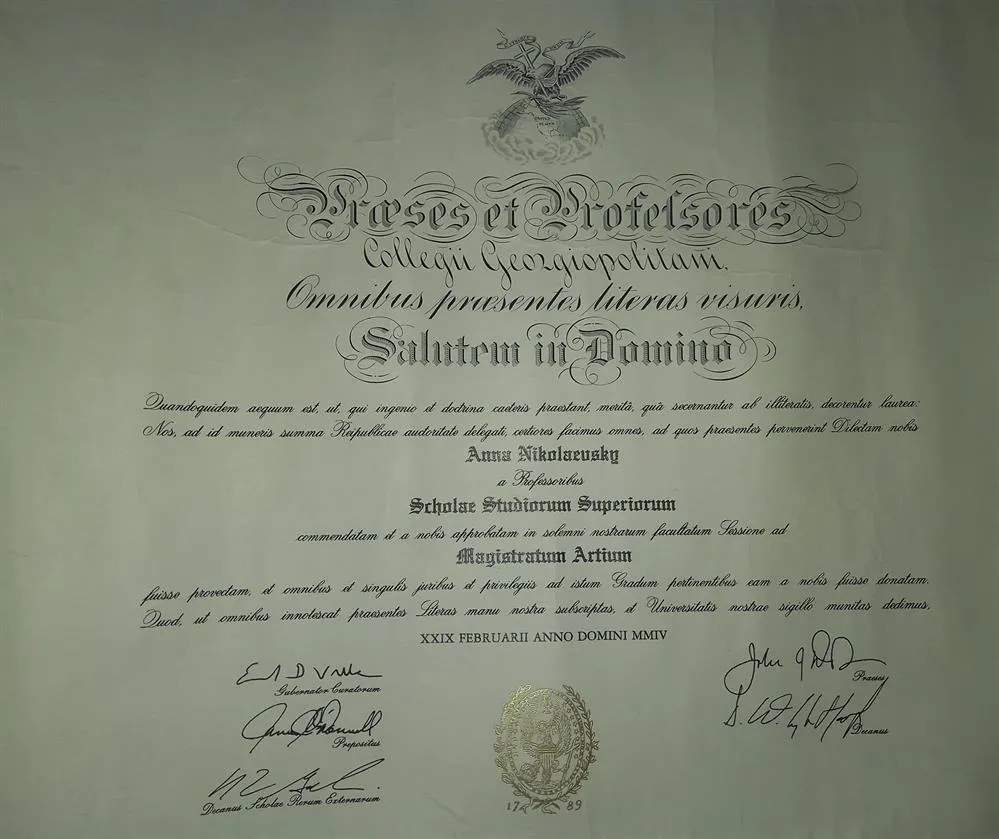 Præses et Professores
Collegii Georgiopolitani.
Omnibus præsentes literas visuris,
Salutem in Domino
Quandoquidem aequum est, ut, qui ingenio et doctrina caeteris praestant, meritâ, quâ secernantur ab illiteratis, decorentur laurea:
Nos, ad id muneris summa Reipublicae auctoritate delegati, certiores facimus omnes, ad quos praesentes pervenerint Dilectam nobis
Anna Nikolaevsky
a Professoribus
Scholae Studiorum Superiorum
commendatam et a nobis approbatam in solemni nostrarum facultatum Sessione ad
Magistratum Artium
fuisse provectam, et omnibus et singulis juribus et privilegiis ad istum Gradum pertinentibus eam a nobis fuisse donatam.
Quod, ut omnibus innotescat praesentes Literas manu nostra subscriptas, et Universitatis nostrae sigillo munitas dedimus,
XXIX FEBRUARII ANNO DOMINI MMIV
Gubernator Curatorum
Praeses
Prepositus
Decanus
Decanus Scholae Rerum Externarum
17 89